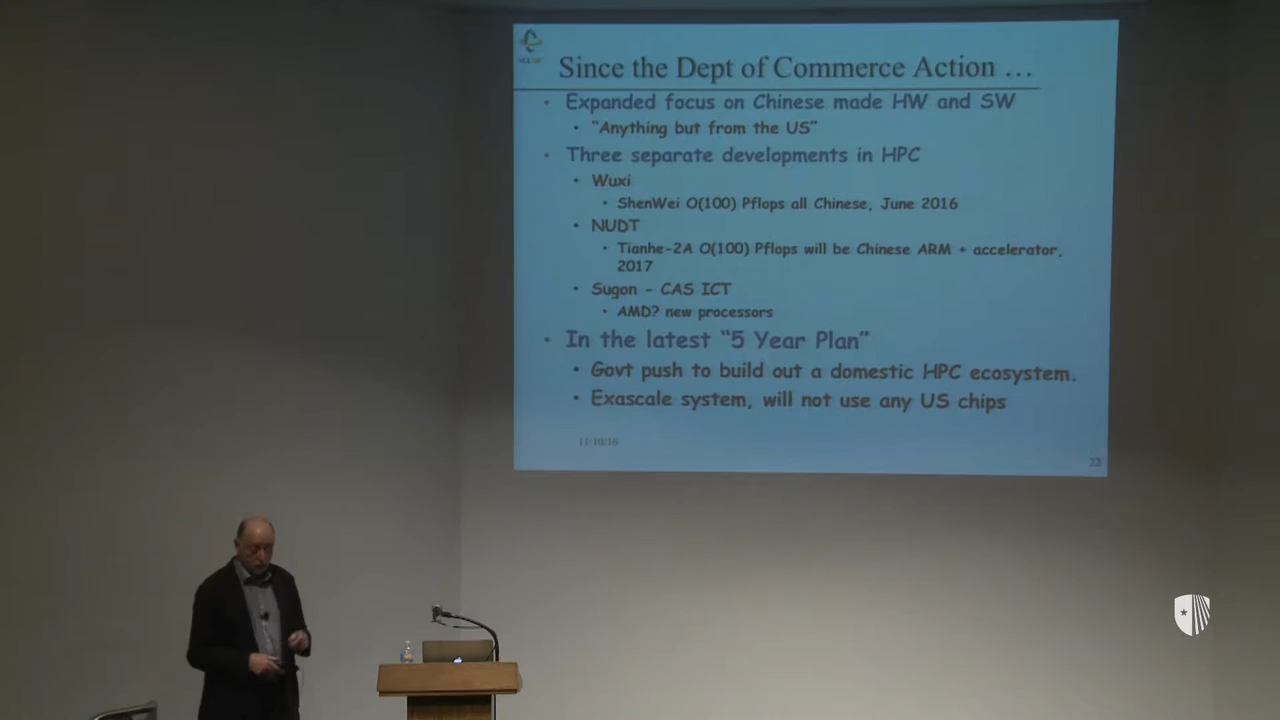 Since the Dept of Commerce Action …
• Expanded focus on Chinese made HW and SW
• “Anything but from the US”
• Three separate developments in HPC
• Wuxi
• ShenWei O(100) Pflops all Chinese, June 2016
• NUDT
• Tianhe-2A O(100) Pflops will be Chinese ARM + accelerator,
2017
• Sugon - CAS ICT
• AMD? new processors
• In the latest “5 Year Plan”
• Govt push to build out a domestic HPC ecosystem.
• Exascale system, will not use any US chips
11/10/16
22